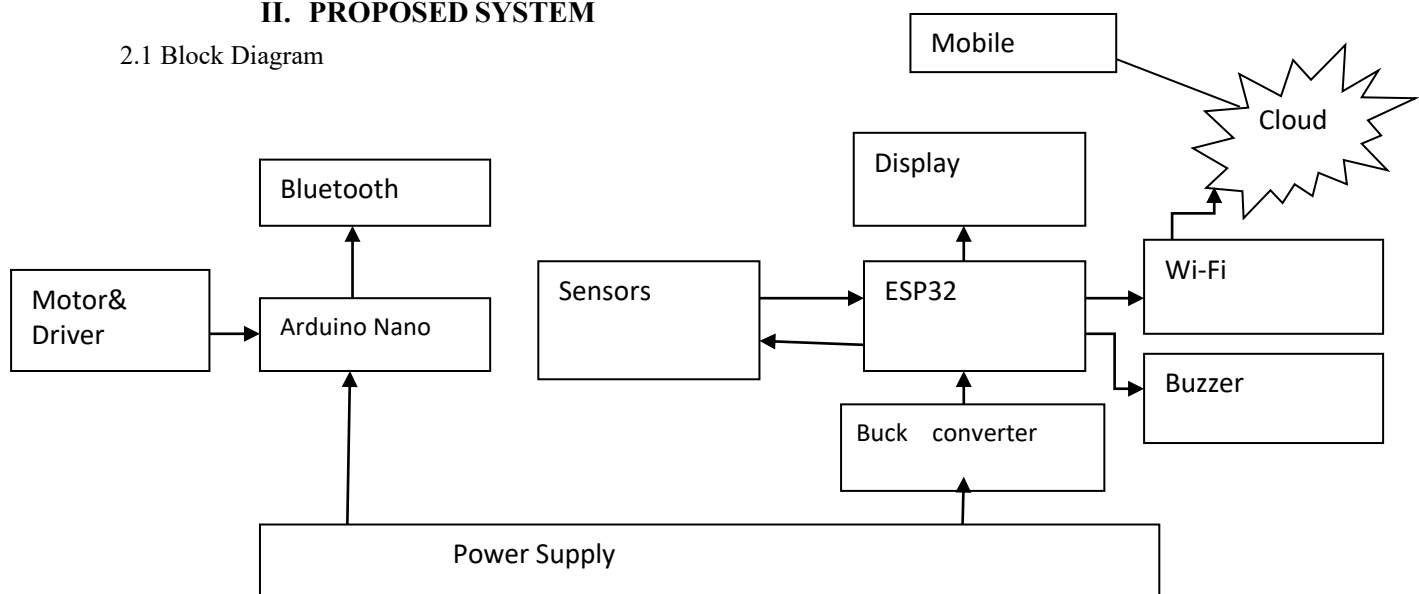 II. PROPOSED SYSTEM
2.1 Block Diagram
Mobile
Cloud
Display
Bluetooth
Wi-Fi
Sensors
ESP32
Motor&
Driver
Arduino Nano
Buzzer
Buck converter
Power Supply